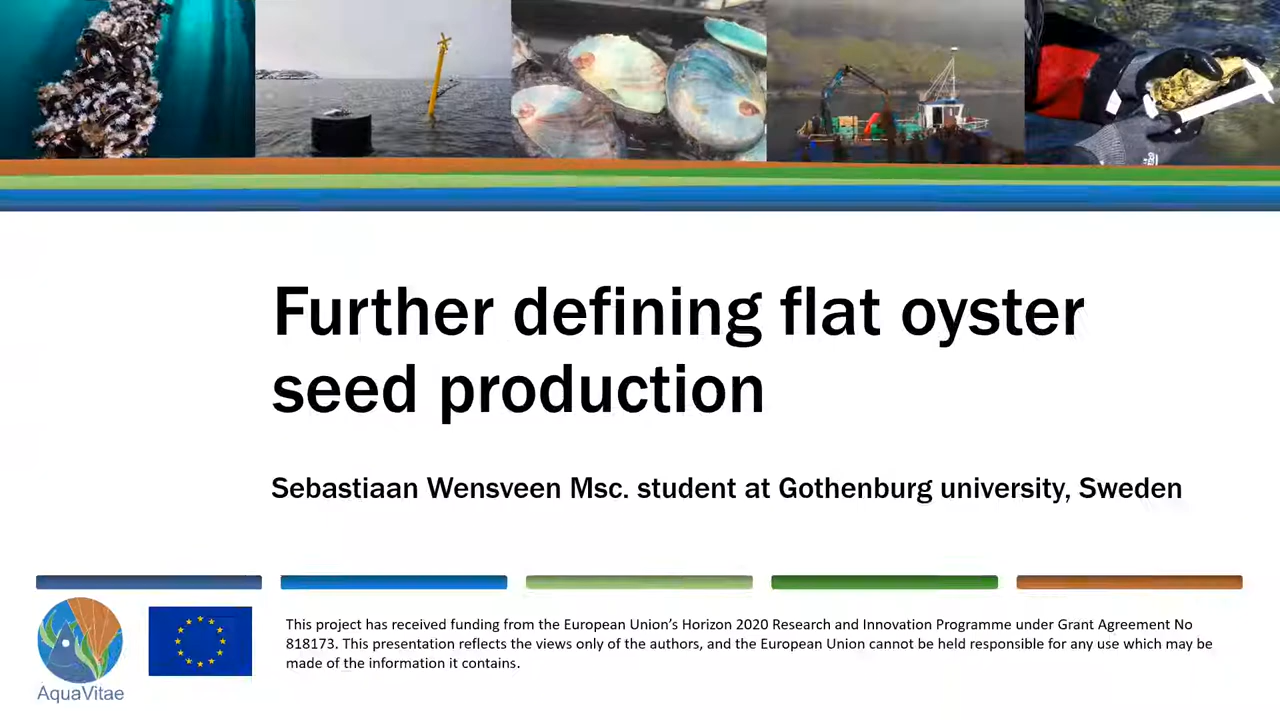 Further defining flat oyster
seed production
Sebastiaan Wensveen Msc. student at Gothenburg university, Sweden
This project has received funding from the European Union's Horizon 2020 Research and Innovation Programme under Grant Agreement No
818173. This presentation reflects the views only of the authors, and the European Union cannot be held responsible for any use which may be
made of the information it contains.
AquaVitae